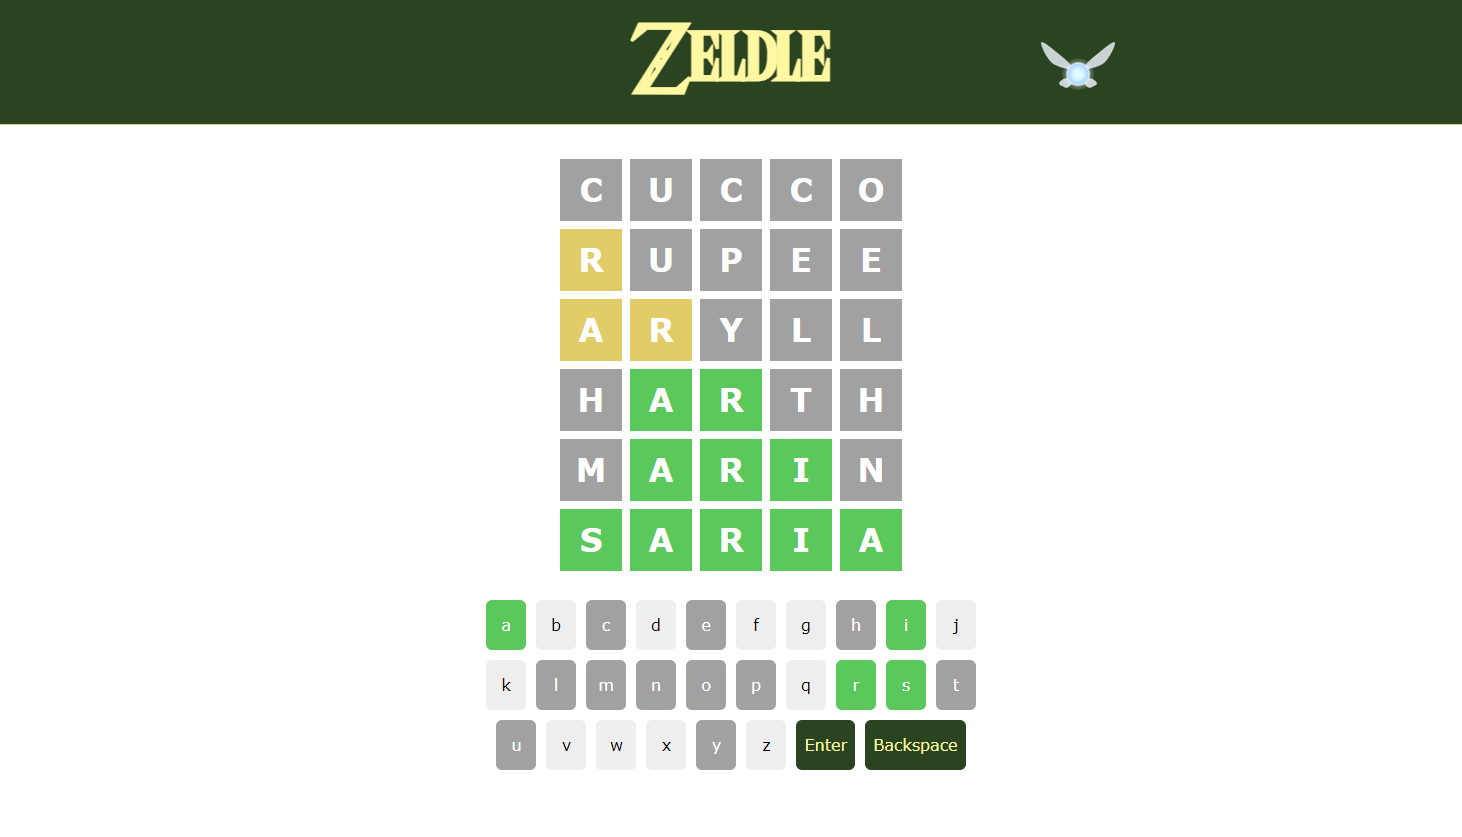 ZELDLE
C U C C O
R U P E E
A R Y L L
H A R T H
M A R I N
S A R I A
a b c d e f g h i j
k l m n o p q r s t
u v w x y z Enter Backspace